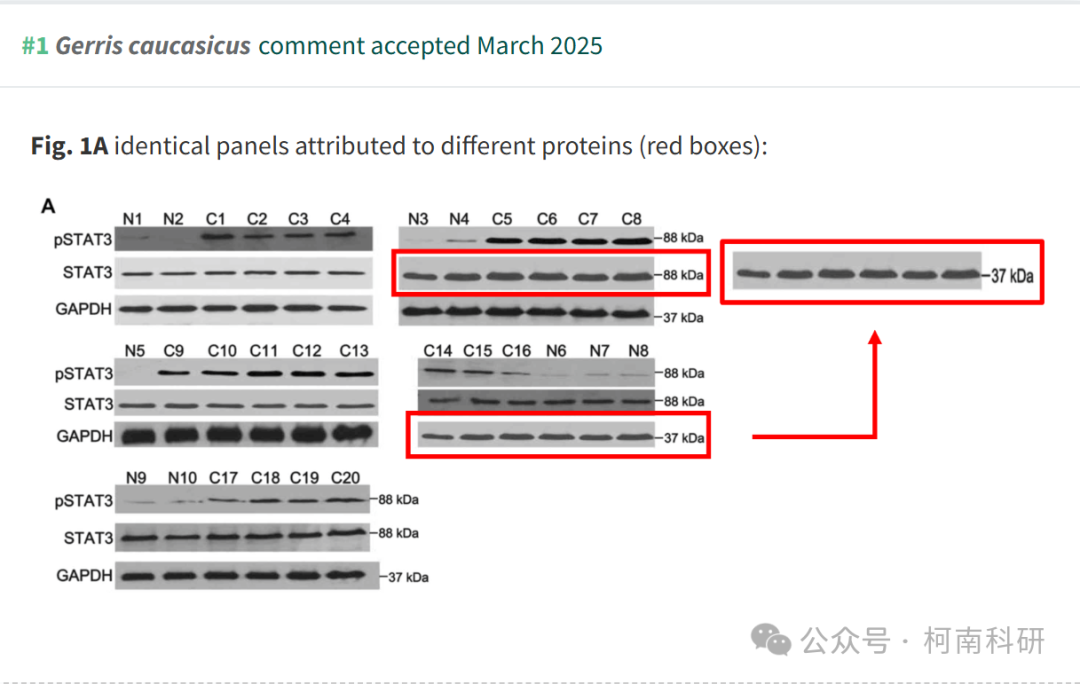 #1 Gerris caucasicus comment accepted March 2025
Fig. 1A identical panels attributed to different proteins (red boxes):
A
N1 N2 C1 C2 C3 C4
pSTAT3
STAT3
GAPDH
N3 N4 C5 C6 C7 C8
88 kDa
88 kDa
37 kDa
37 kDa
N5 C9 C10 C11 C12 C13
pSTAT3
STAT3
GAPDH
C14 C15 C16 N6 N7 N8
88 kDa
88 kDa
37 kDa
N9 N10 C17 C18 C19 C20
pSTAT3 88 kDa
STAT3 88 kDa
GAPDH 37 kDa
公众号 · 柯南科研